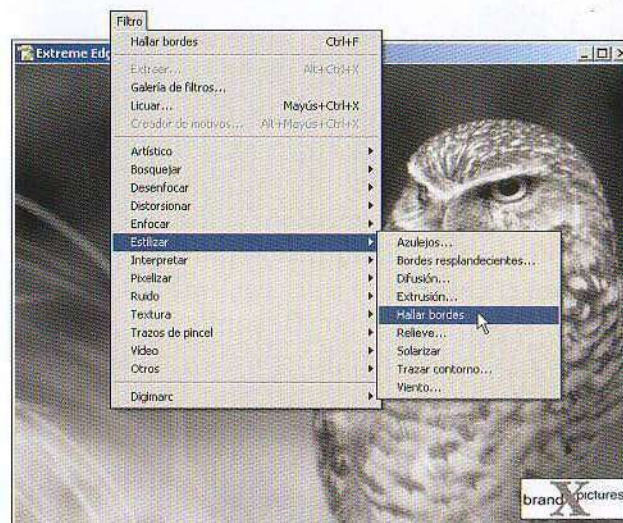 Filtro
Extreme Edg
Hallar bordes Ctrl+F
Extraer... Alt+Ctrl+X
Galería de filtros...
Licuar... Mayús+Ctrl+X
Creador de motivos... Alt+Mayús+Ctrl+X
Artístico
Bosquejar
Desenfocar
Distorsionar
Enfocar
Estilizar
Interpretar
Pixelizar
Ruido
Textura
Trazos de pincel
Vídeo
Otros
Digimarc
Azulejos...
Bordes resplandecientes...
Difusión...
Extrusión...
Hallar bordes
Relieve...
Solarizar
Trazar contorno...
Viento...
brand X pictures